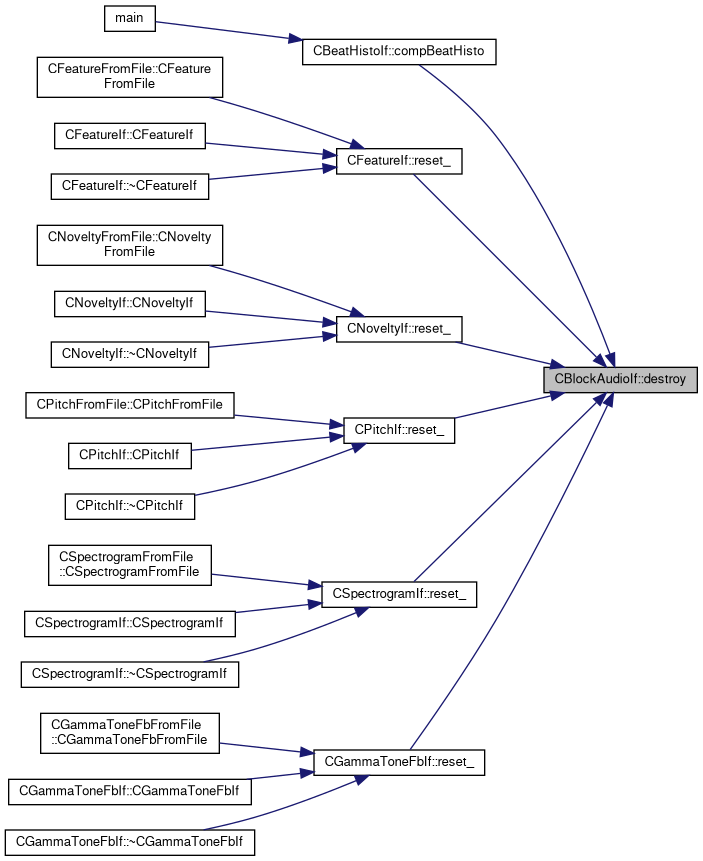 main
CBeatHistoIf::compBeatHisto
CFeatureFromFile::CFeature
FromFile
CFeatureIf::CFeatureIf
CFeatureIf::reset_
CFeatureIf::~CFeatureIf
CNoveltyFromFile::CNovelty
FromFile
CNoveltyIf::CNoveltyIf
CNoveltyIf::reset_
CNoveltyIf::~CNoveltyIf
CBlockAudioIf::destroy
CPitchFromFile::CPitchFromFile
CPitchIf::reset_
CPitchIf::CPitchIf
CPitchIf::~CPitchIf
CSpectrogramFromFile
::CSpectrogramFromFile
CSpectrogramIf::reset_
CSpectrogramIf::CSpectrogramIf
CSpectrogramIf::~CSpectrogramIf
CGammaToneFbFromFile
::CGammaToneFbFromFile
CGammaToneFbIf::reset_
CGammaToneFbIf::CGammaToneFbIf
CGammaToneFbIf::~CGammaToneFbIf